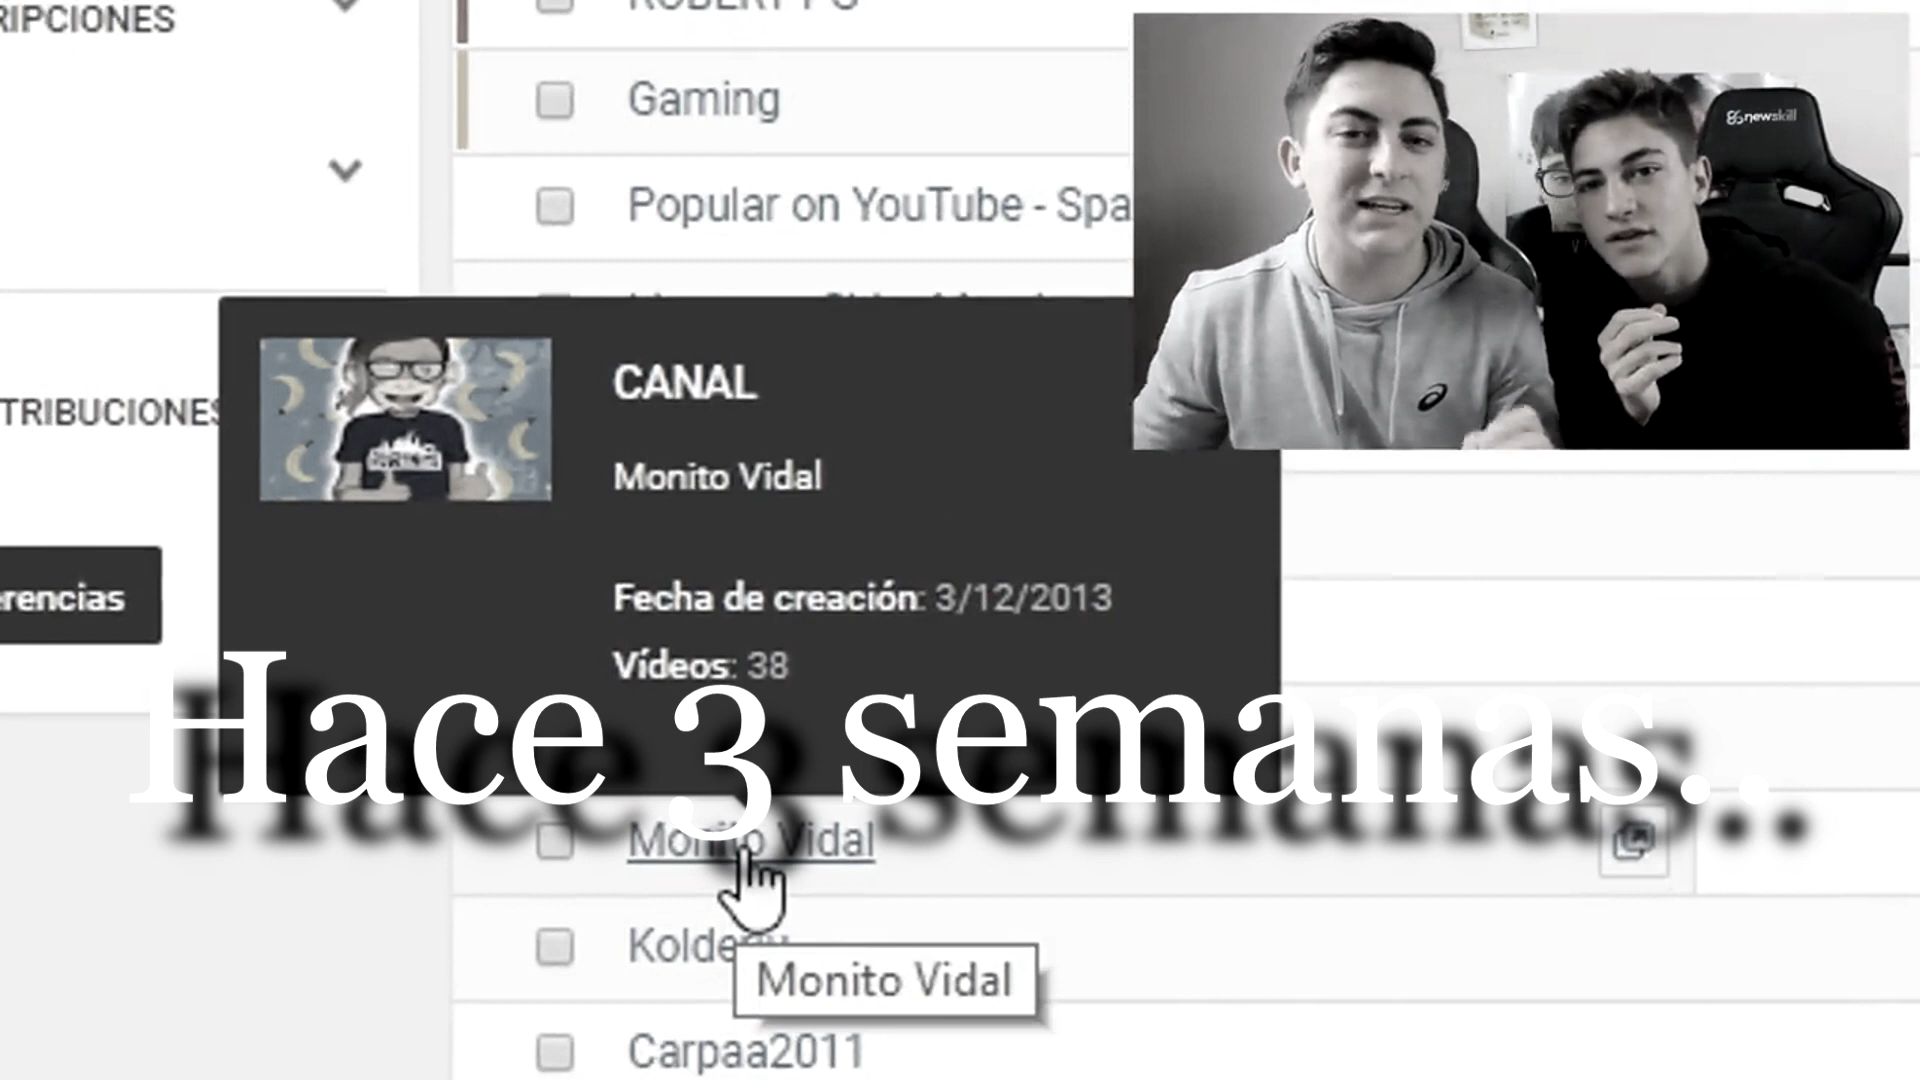 RIPCIONES
Gaming
Popular on YouTube - Spa
newskill
CANAL
Monito Vidal
TRIBUCIONES
Fecha de creación: 3/12/2013
erencias
Vídeos: 38
Hace 3 semanas..
Monito Vidal
Monito Vidal
Carpaa2011